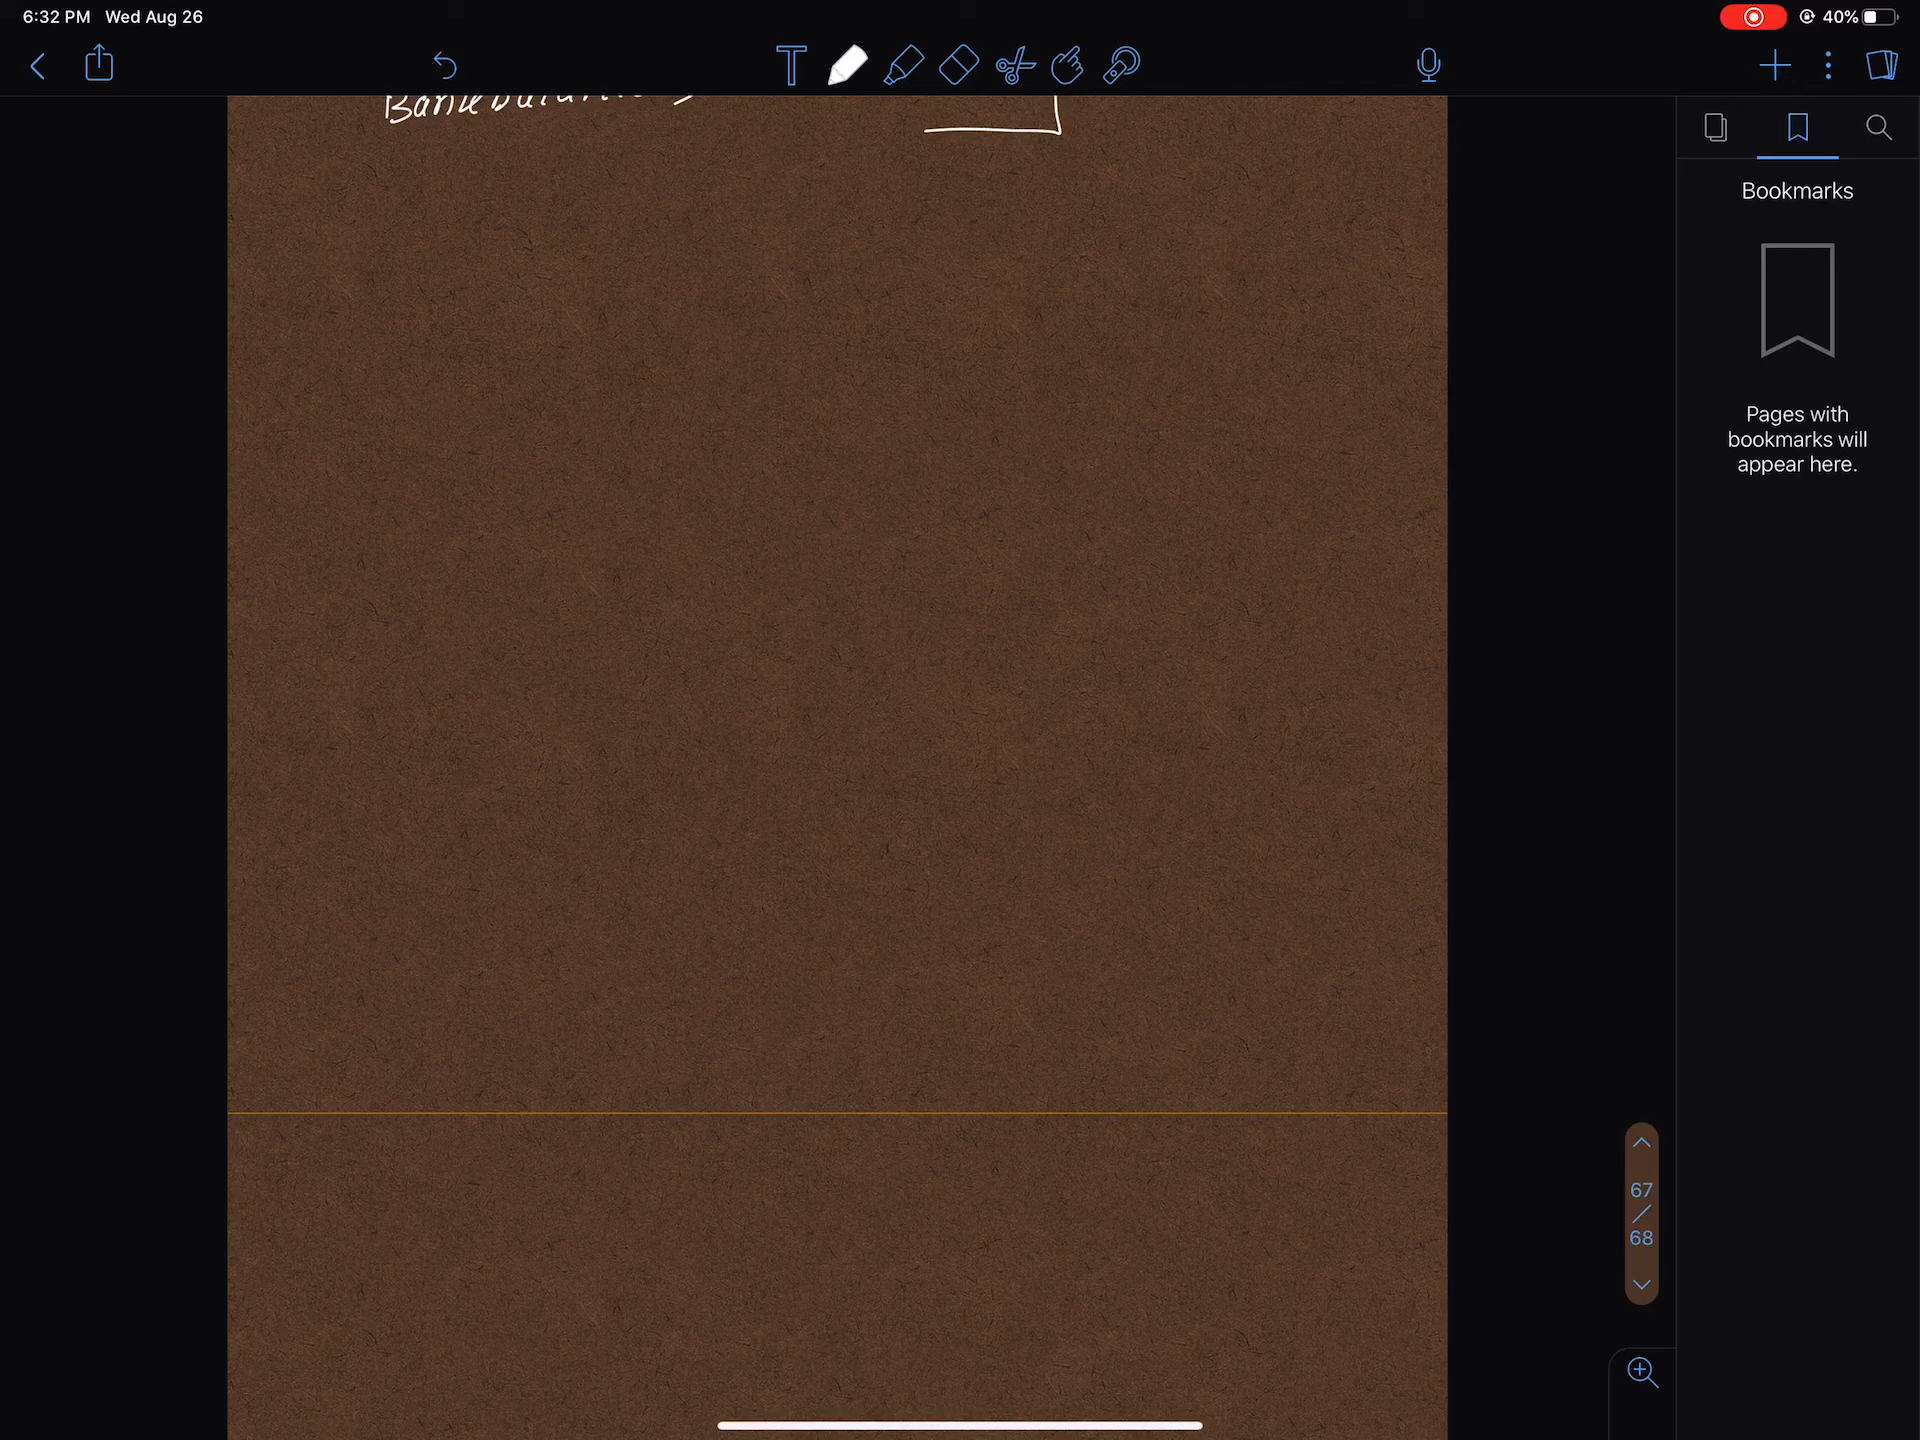 6:32 PM Wed Aug 26
40%
T
Bookmarks
Pages with
bookmarks will
appear here.
67
68